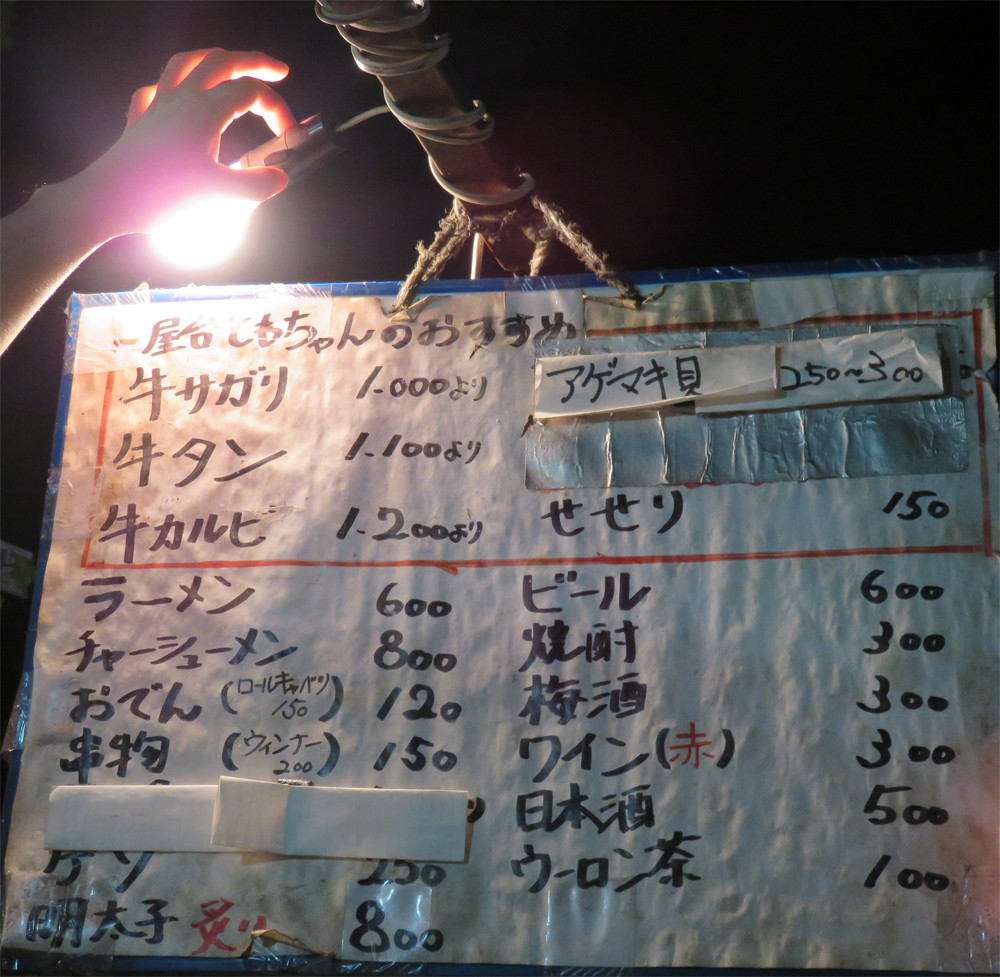 屋台ともちゃんのおすすめ
牛サガリ 1.000より
牛タン 1.100より
牛カルビ 1.200より
アゲマキ貝 250~300
せせり 150
ラーメン 600
チャーシューメン 800
おでん (ロールキャベツ 150) 120
串物 (ウィンナー 200) 150
ゲソ 250
明太子 炙り 800
ビール 600
焼酎 300
梅酒 300
ワイン(赤) 300
日本酒 500
ウーロン茶 100